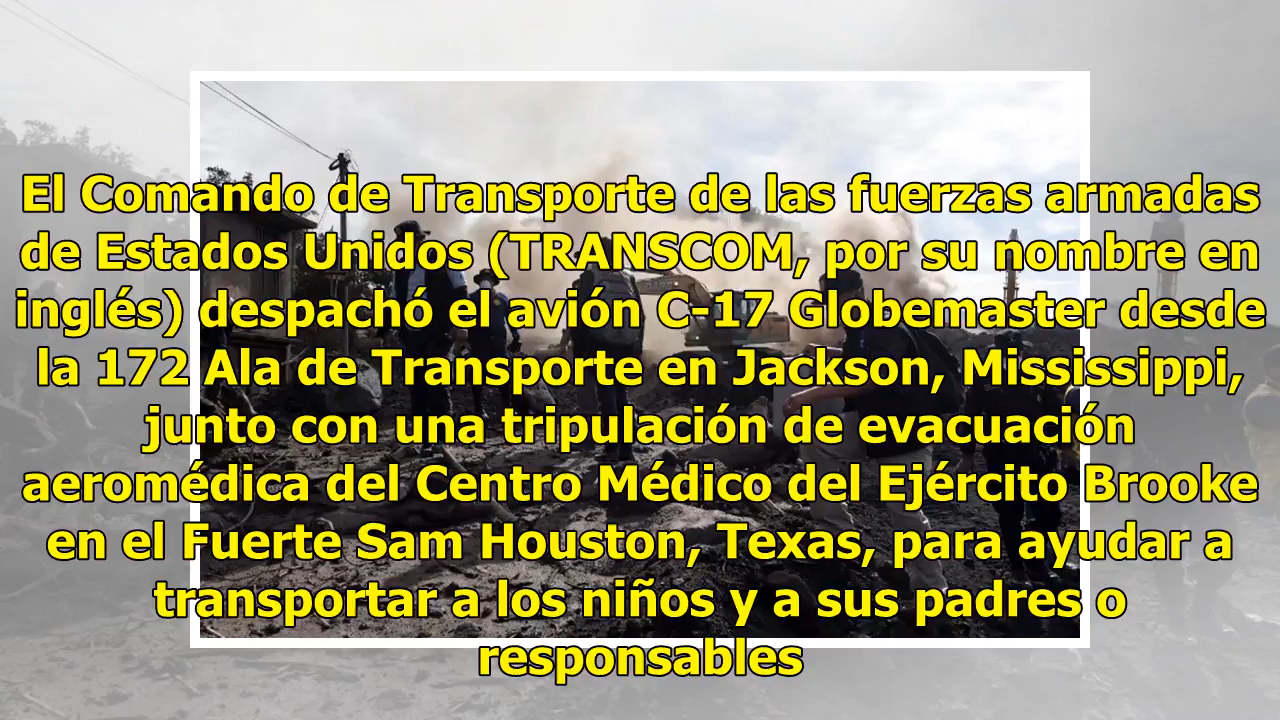 El Comando de Transporte de las fuerzas armadas
de Estados Unidos (TRANSCOM, por su nombre en
inglés) despachó el avión C-17 Globemaster desde
la 172 Ala de Transporte en Jackson, Mississippi,
junto con una tripulación de evacuación
aeromédica del Centro Médico del Ejército Brooke
en el Fuerte Sam Houston, Texas, para ayudar a
transportar a los niños y a sus padres o
responsables